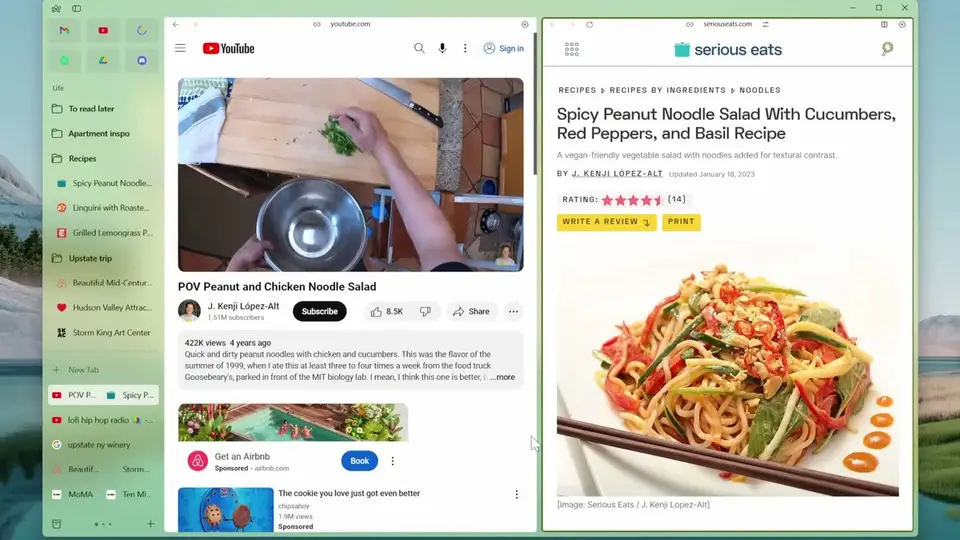 Life
To read later
Apartment inspo
Recipes
Spicy Peanut Noodle...
Linguini with Roaste...
Grilled Lemongrass P...
Upstate trip
Beautiful Mid-Centur...
Hudson Valley Attrac...
Storm King Art Center
New Tab
POV P...
Spicy P...
lofi hip hop radio
upstate ny winery
Beautif...
Storm...
MoMA
Ten Mi...
youtube.com
YouTube
Sign in
POV Peanut and Chicken Noodle Salad
J. Kenji López-Alt
1.51M subscribers
Subscribe
8.5K
Share
422K views 4 years ago
Quick and dirty peanut noodles with chicken and cucumbers. This was the flavor of the
summer of 1999, when I ate this at least three to four times a week from the food truck
Goosebeary's, parked in front of the MIT biology lab. I mean, I think this one is better,
...more
Get an Airbnb
Sponsored - airbnb.com
Book
The cookie you love just got even better
chipsahoy
1.9M views
Sponsored
seriouseats.com
serious eats
RECIPES
RECIPES BY INGREDIENTS
NOODLES
Spicy Peanut Noodle Salad With Cucumbers,
Red Peppers, and Basil Recipe
A vegan-friendly vegetable salad with noodles added for textural contrast.
BY J. KENJI LÓPEZ-ALT Updated January 18, 2023
RATING: (14)
WRITE A REVIEW
PRINT
[Image: Serious Eats / J. Kenji Lopez-Alt]